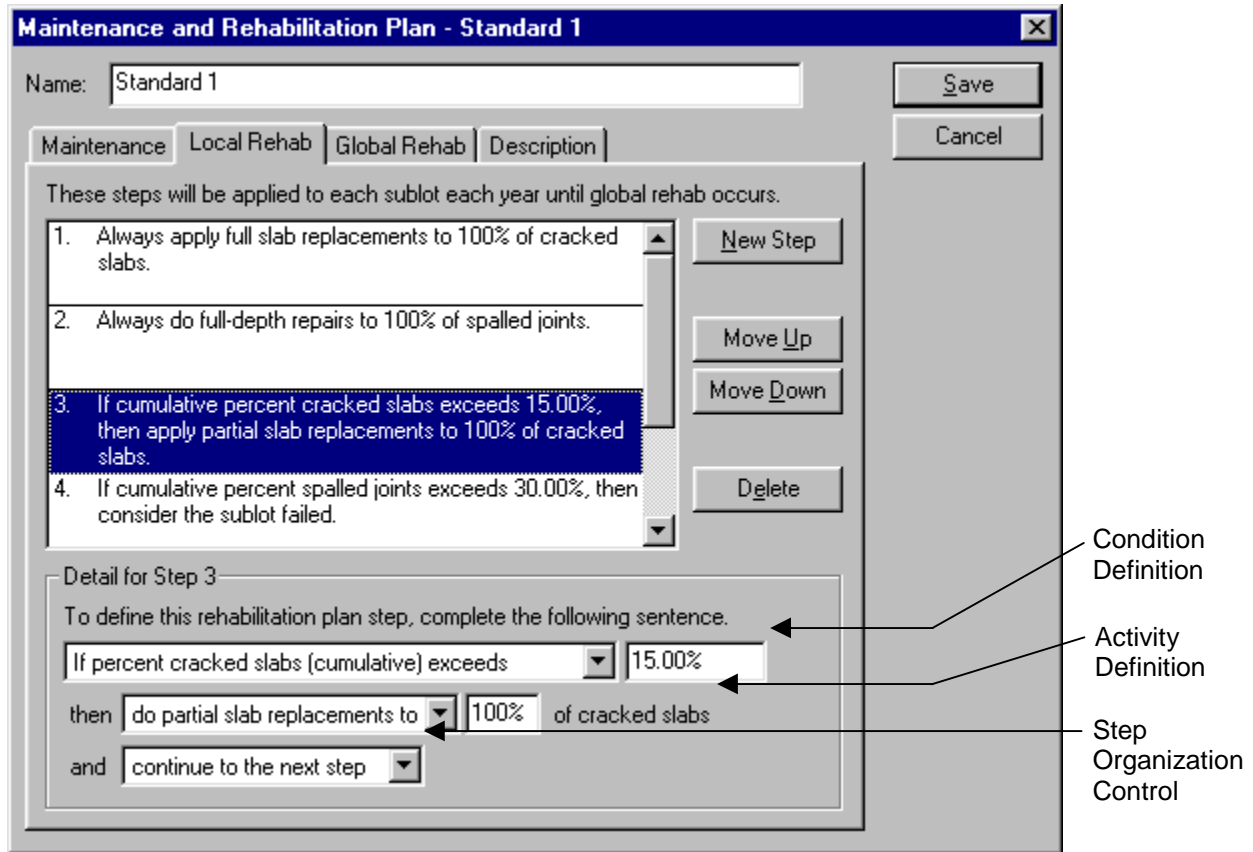 Maintenance and Rehabilitation Plan - Standard 1
Name: Standard 1
Save
Cancel
Maintenance Local Rehab Global Rehab Description
These steps will be applied to each sublot each year until global rehab occurs.
1. Always apply full slab replacements to 100% of cracked
slabs.
2. Always do full-depth repairs to 100% of spalled joints.
3. If cumulative percent cracked slabs exceeds 15.00%,
then apply partial slab replacements to 100% of cracked
slabs.
4. If cumulative percent spalled joints exceeds 30.00%, then
consider the sublot failed.
New Step
Move Up
Move Down
Delete
Detail for Step 3
To define this rehabilitation plan step, complete the following sentence.
If percent cracked slabs (cumulative) exceeds 15.00%
then do partial slab replacements to 100% of cracked slabs
and continue to the next step
Condition
Definition
Activity
Definition
Step
Organization
Control